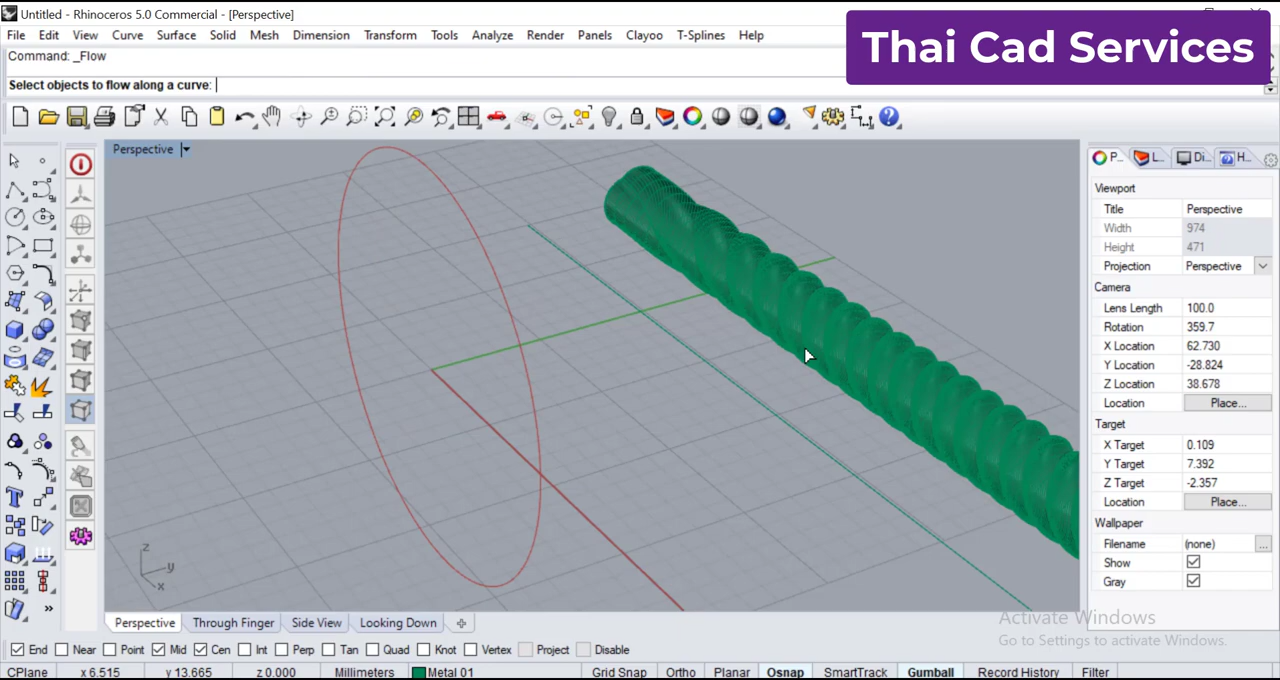 Untitled - Rhinoceros 5.0 Commercial - [Perspective]
Thai Cad Services
File Edit View Curve Surface Solid Mesh Dimension Transform Tools Analyze Render Panels Clayoo T-Splines Help
Command: _Flow
Select objects to flow along a curve:
Perspective
P... L... Di... H...
Viewport
Title Perspective
Width 974
Height 471
Projection Perspective
Camera
Lens Length 100.0
Rotation 359.7
X Location 62.730
Y Location -28.824
Z Location 38.678
Location Place...
Target
X Target 0.109
Y Target 7.392
Z Target -2.357
Location Place...
Wallpaper
Filename (none) ...
Show
Gray
z
y
x
Activate Windows
Go to Settings to activate Windows.
Perspective Through Finger Side View Looking Down
End Near Point Mid Cen Int Perp Tan Quad Knot Vertex Project Disable
CPlane x 6.515 y 13.665 z 0.000 Millimeters Metal 01 Grid Snap Ortho Planar Osnap SmartTrack Gumball Record History Filter